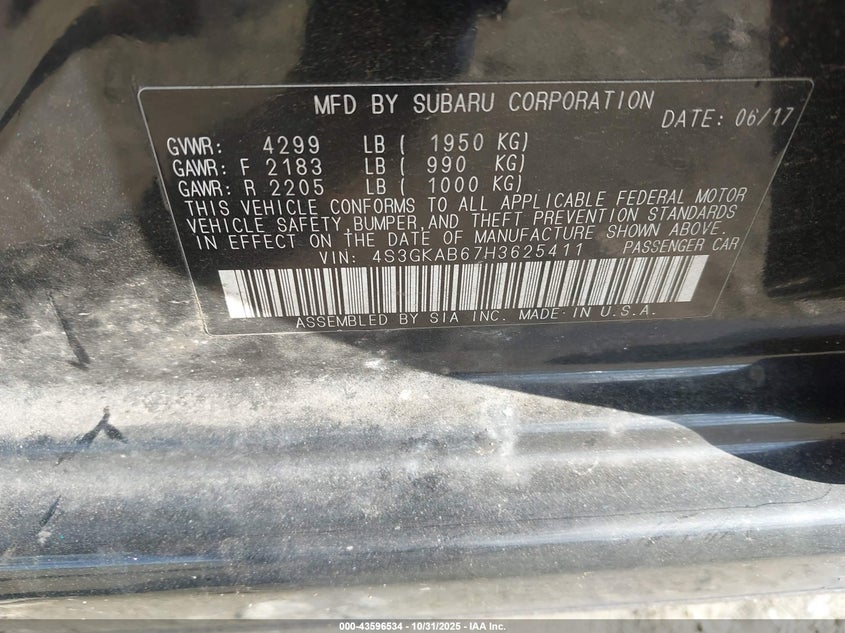 MFD BY SUBARU CORPORATION DATE: 06/17
GVWR: 4299 LB ( 1950 KG)
GAWR: F 2183 LB ( 990 KG)
GAWR: R 2205 LB ( 1000 KG)
THIS VEHICLE CONFORMS TO ALL APPLICABLE FEDERAL MOTOR
VEHICLE SAFETY, BUMPER, AND THEFT PREVENTION STANDARDS
IN EFFECT ON THE DATE OF MANUFACTURE SHOWN ABOVE.
VIN: 4S3GKAB67H3625411 PASSENGER CAR
ASSEMBLED BY SIA INC. MADE IN U.S.A.
000-43596534 - 10/31/2025 - IAA Inc.